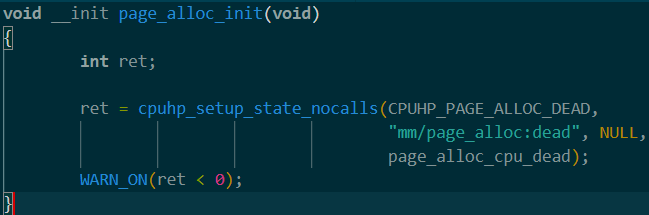 void __init page_alloc_init(void)
{
int ret;
ret = cpuhp_setup_state_nocalls(CPUHP_PAGE_ALLOC_DEAD,
"mm/page_alloc:dead", NULL,
page_alloc_cpu_dead);
WARN_ON(ret < 0);
}